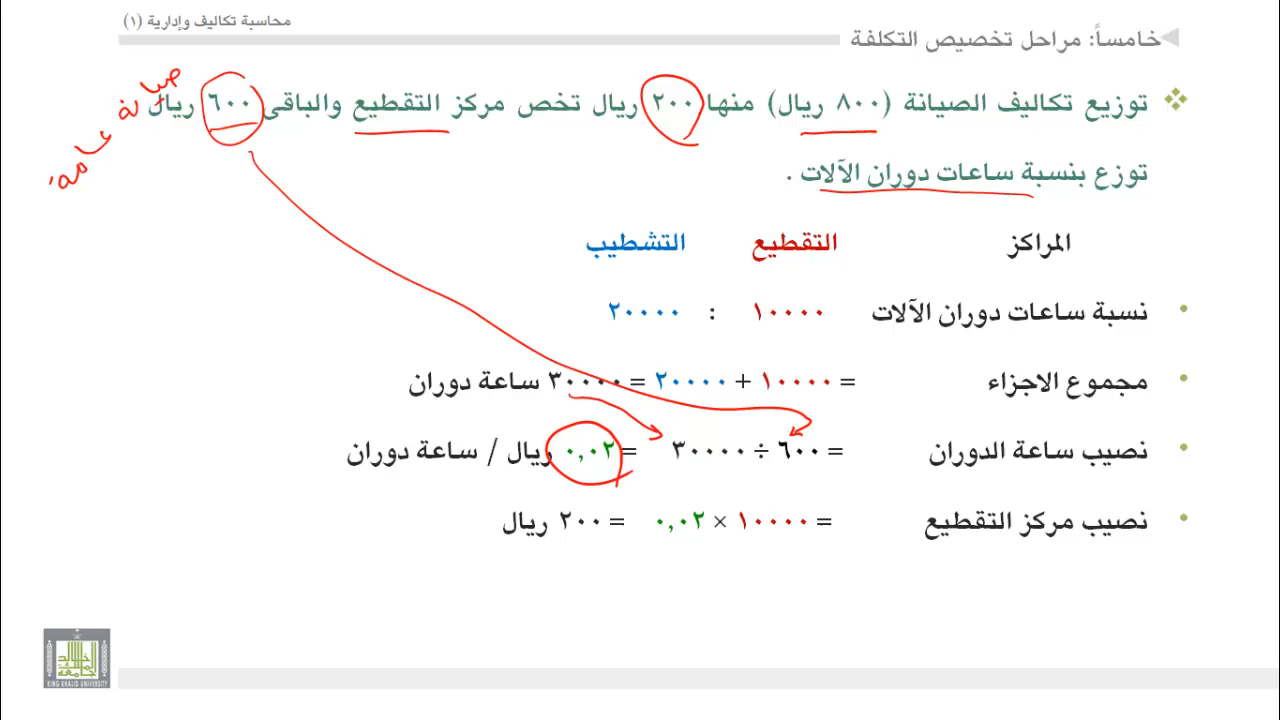 محاسبة تكاليف وإدارية (١)
خامساً: مراحل تخصيص التكلفة
توزيع تكاليف الصيانة (٨٠٠ ريال) منها ٢٠٠ ريال تخص مركز التقطيع والباقى ٦٠٠ ريال
صيانة عامة
توزع بنسبة ساعات دوران الآلات .
المراكز التقطيع التشطيب
نسبة ساعات دوران الآلات ١٠٠٠٠ : ٢٠٠٠٠
مجموع الاجزاء = ١٠٠٠٠ + ٢٠٠٠٠ = ٣٠٠٠٠ ساعة دوران
نصيب ساعة الدوران = ٦٠٠ ÷ ٣٠٠٠٠ = ٠,٠٢ ريال / ساعة دوران
نصيب مركز التقطيع = ١٠٠٠٠ × ٠,٠٢ = ٢٠٠ ريال
KING KHALID UNIVERSITY